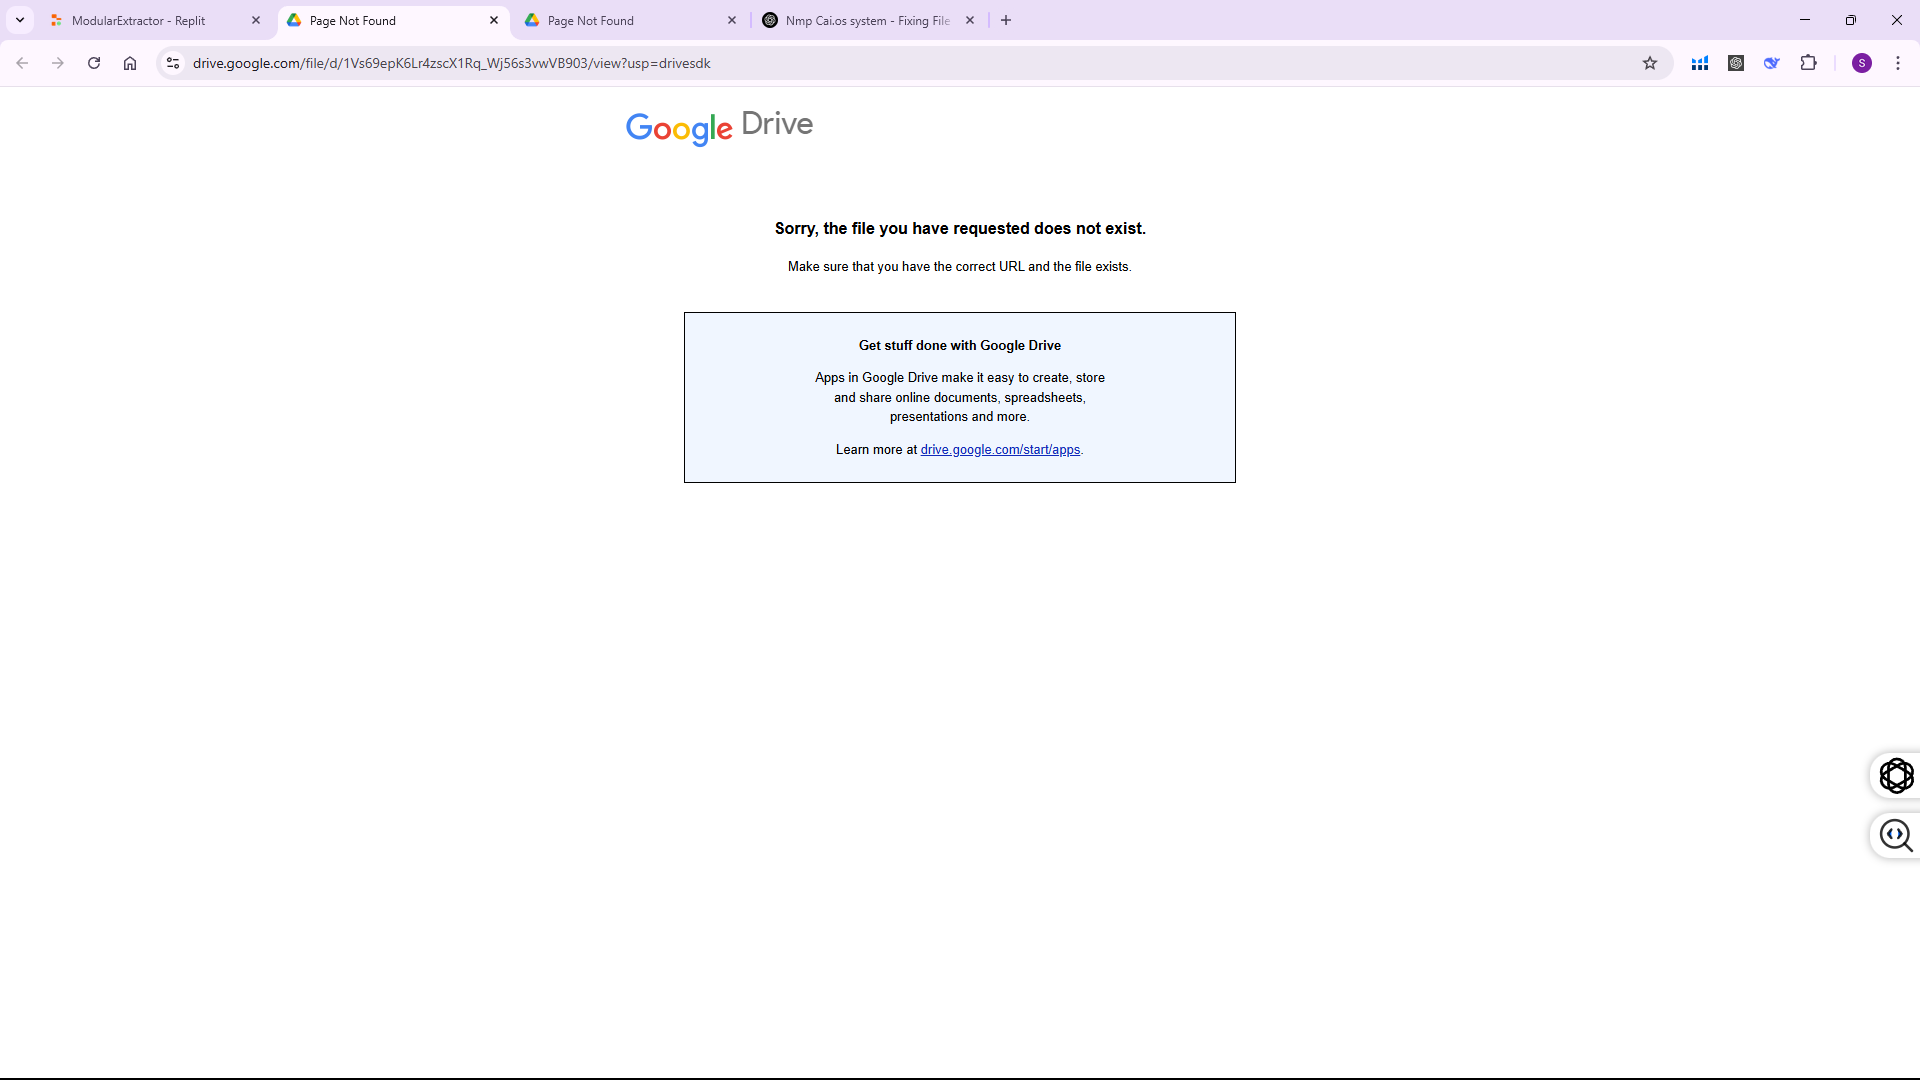 ModularExtractor - Replit
Page Not Found
Page Not Found
Nmp Cai.os system - Fixing File
drive.google.com/file/d/1Vs69epK6Lr4zscX1Rq_Wj56s3vwVB903/view?usp=drivesdk
S
Google Drive
Sorry, the file you have requested does not exist.
Make sure that you have the correct URL and the file exists.
Get stuff done with Google Drive
Apps in Google Drive make it easy to create, store
and share online documents, spreadsheets,
presentations and more.
Learn more at drive.google.com/start/apps.